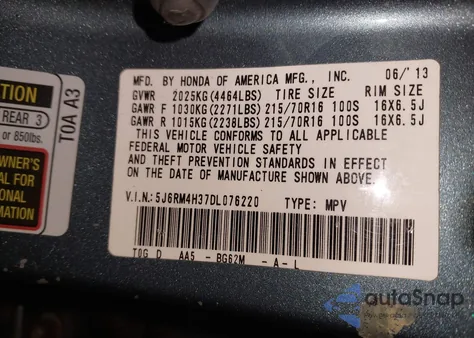 MFD. BY HONDA OF AMERICA MFG., INC. 06/'13
GVWR 2025KG(4464LBS) TIRE SIZE RIM SIZE
GAWR F 1030KG(2271LBS) 215/70R16 100S 16X6.5J
GAWR R 1015KG(2238LBS) 215/70R16 100S 16X6.5J
THIS VEHICLE CONFORMS TO ALL APPLICABLE
FEDERAL MOTOR VEHICLE SAFETY
AND THEFT PREVENTION STANDARDS IN EFFECT
ON THE DATE OF MANUFACTURE SHOWN ABOVE.
V.I.N.: 5J6RM4H37DL076220 TYPE: MPV
T0G D AA5 - BG62M - A - L
TION
REAR 3
or 850lbs.
WNER'S
AL FOR
ONAL
MATION
T0A A3
autoSnap